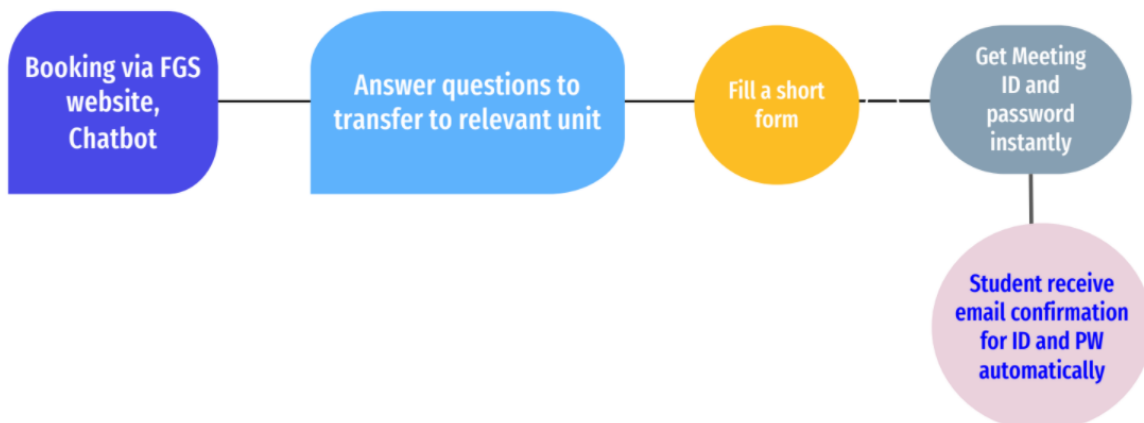 Booking via FGS
website,
Chatbot
Answer questions to
transfer to relevant unit
Fill a short
form
Get Meeting
ID and
password
instantly
Student receive
email confirmation
for ID and PW
automatically